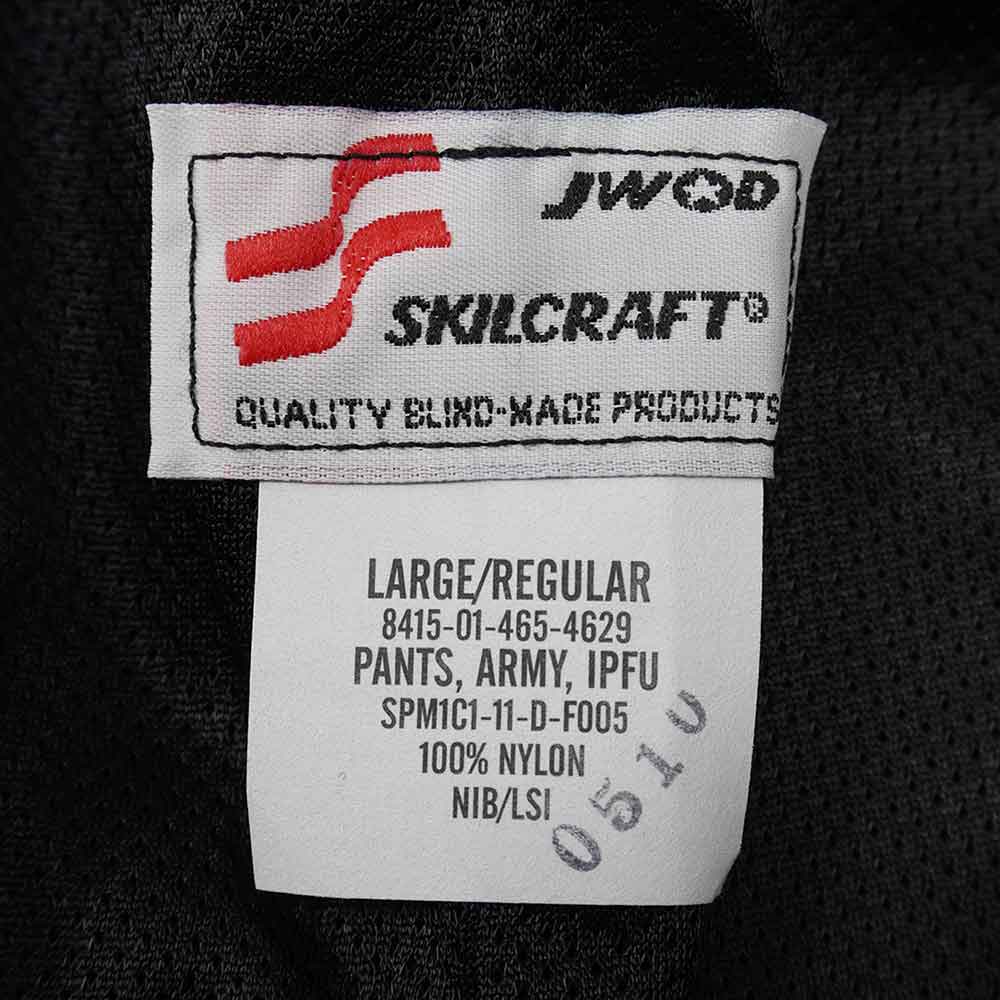 JWOD
SKILCRAFT®
QUALITY BLIND-MADE PRODUCTS
LARGE/REGULAR
8415-01-465-4629
PANTS, ARMY, IPFU
SPM1C1-11-D-F005
100% NYLON
NIB/LSI
0510